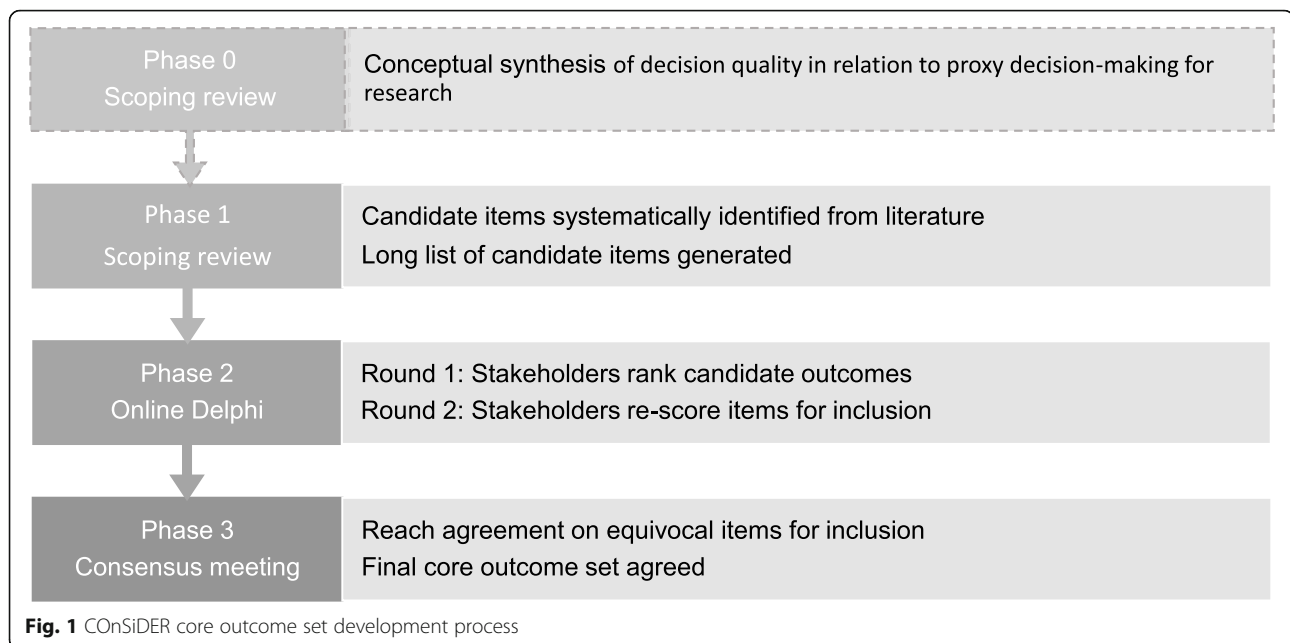 Phase 0
Scoping review
Conceptual synthesis of decision quality in relation to proxy decision-making for
research
Phase 1
Scoping review
Candidate items systematically identified from literature
Long list of candidate items generated
Phase 2
Online Delphi
Round 1: Stakeholders rank candidate outcomes
Round 2: Stakeholders re-score items for inclusion
Phase 3
Consensus meeting
Reach agreement on equivocal items for inclusion
Final core outcome set agreed
Fig. 1 COnSiDER core outcome set development process